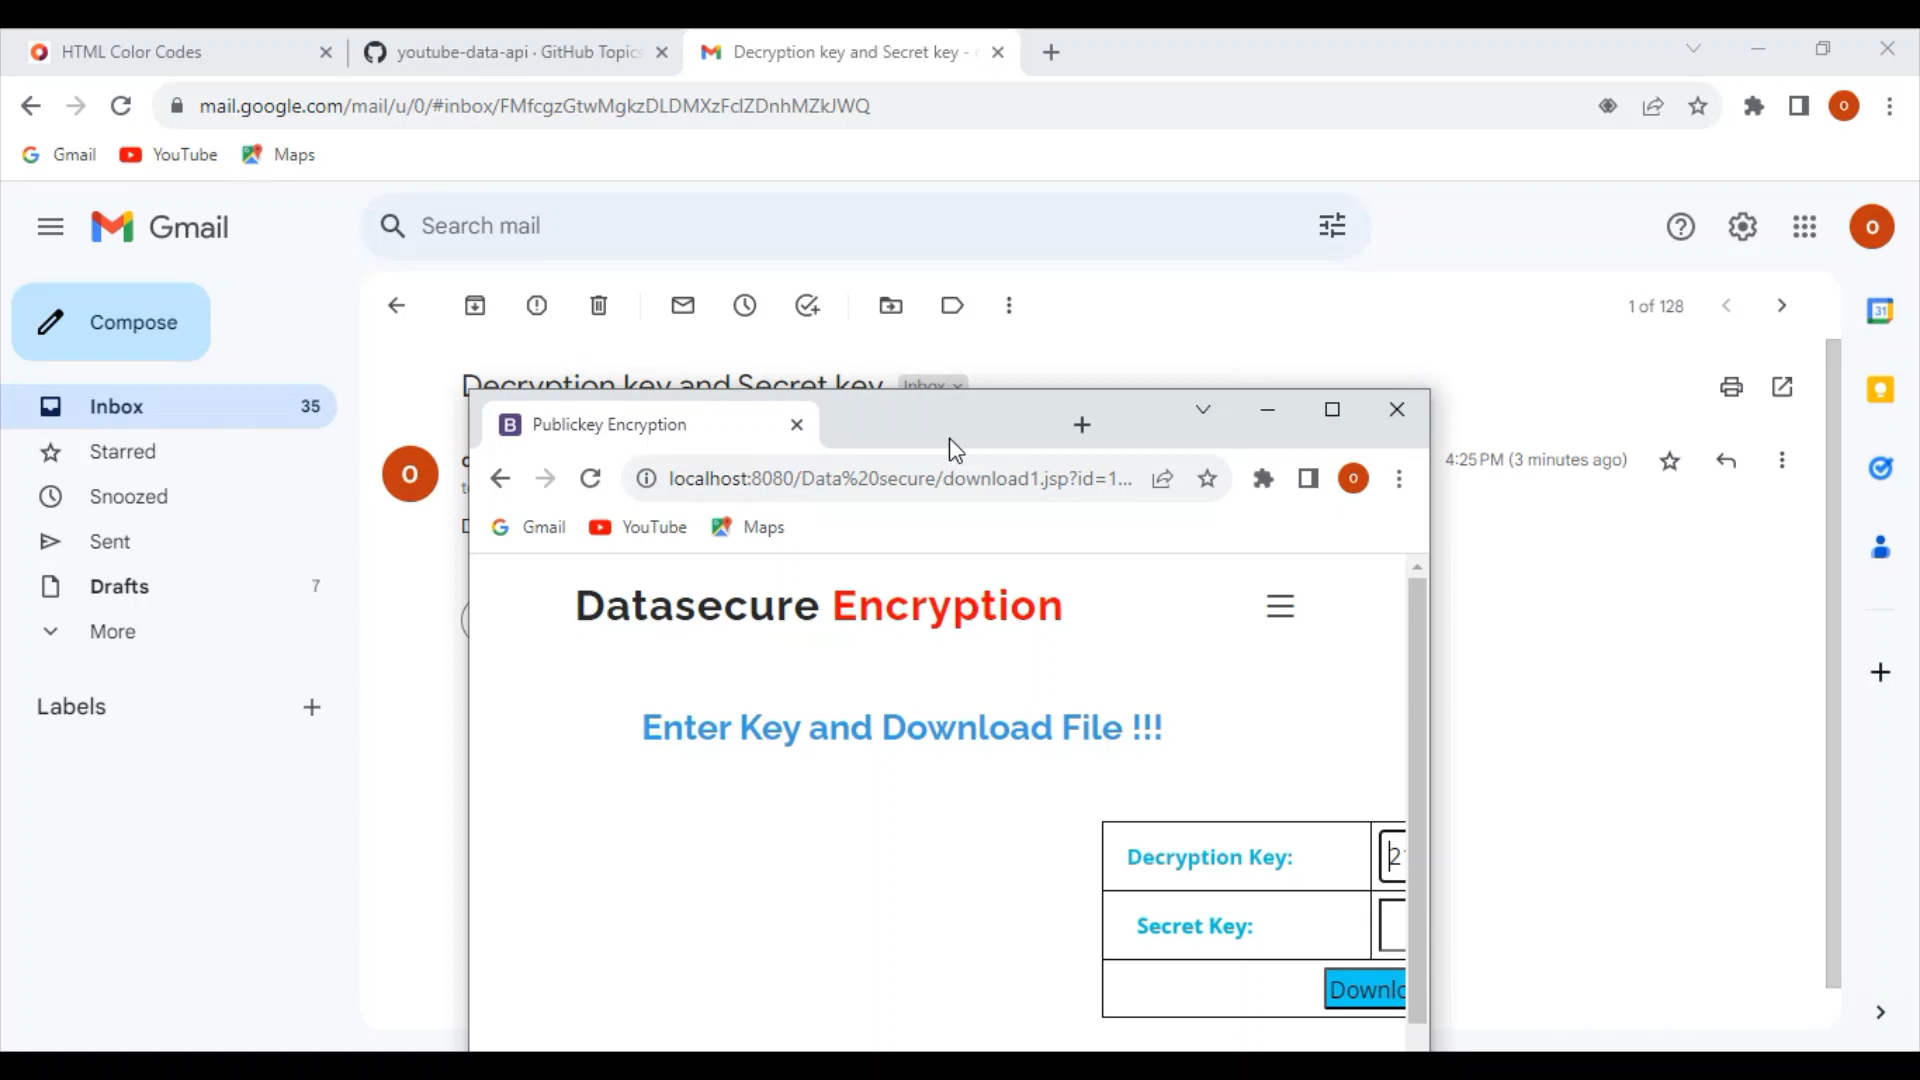 HTML Color Codes
youtube-data-api · GitHub Topics
Decryption key and Secret key -
mail.google.com/mail/u/0/#inbox/FMfcgzGtwMgkzDLDMXzFclZDnhMZkJWQ
O
Gmail YouTube Maps
Gmail
Search mail
O
Compose
1 of 128
Decryption key and Secret key Inbox
Inbox 35
Starred
Snoozed
Sent
Drafts 7
More
Labels
31
O
4:25 PM (3 minutes ago)
B Publickey Encryption
localhost:8080/Data%20secure/download1.jsp?id=1...
O
Gmail YouTube Maps
Datasecure Encryption
Enter Key and Download File !!!
Decryption Key:
Secret Key: